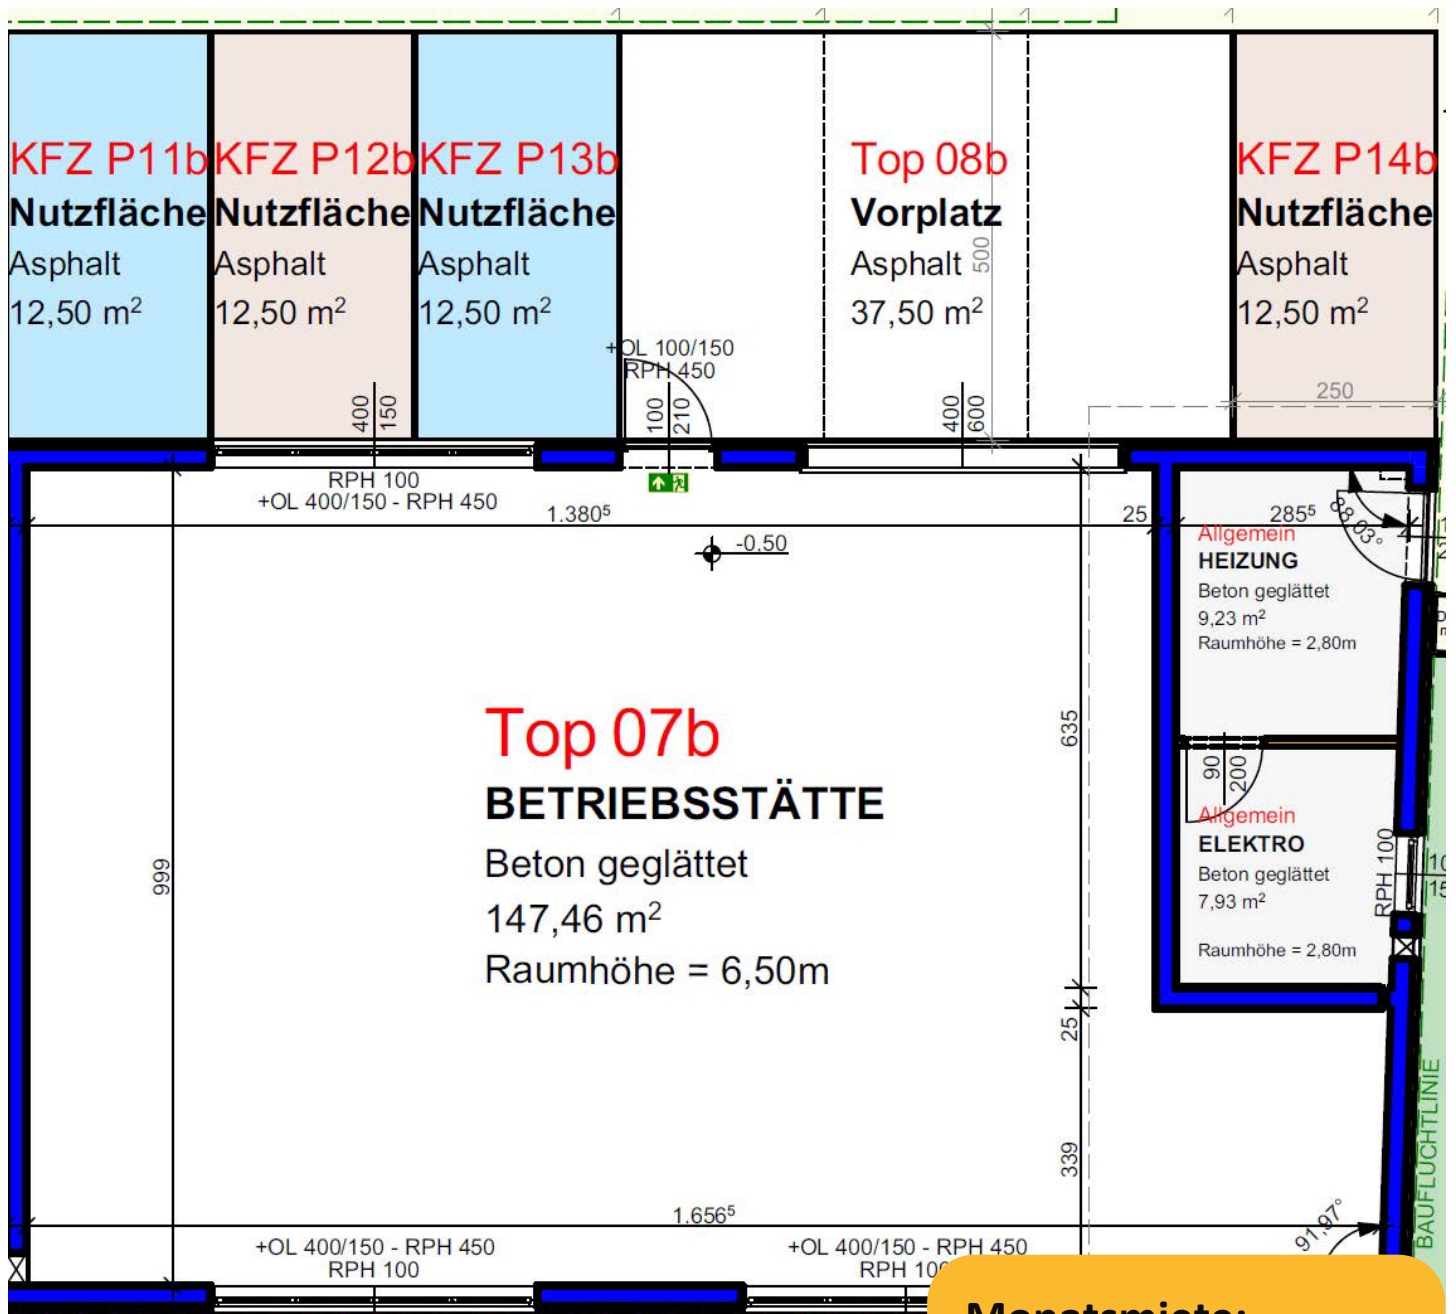 KFZ P11b
Nutzfläche
Asphalt
12,50 m²
KFZ P12b
Nutzfläche
Asphalt
12,50 m²
KFZ P13b
Nutzfläche
Asphalt
12,50 m²
Top 08b
Vorplatz
Asphalt
37,50 m²
500
KFZ P14b
Nutzfläche
Asphalt
12,50 m²
250
+OL 100/150
RPH 450
400
150
100
210
400
600
RPH 100
+OL 400/150 - RPH 450
1.380⁵
25
285⁵
88,03°
-0,50
Allgemein
HEIZUNG
Beton geglättet
9,23 m²
Raumhöhe = 2,80m
635
90
200
Top 07b
BETRIEBSSTÄTTE
Beton geglättet
147,46 m²
Raumhöhe = 6,50m
999
Allgemein
ELEKTRO
Beton geglättet
7,93 m²
Raumhöhe = 2,80m
RPH 100
10
15
25
339
BAUFLUCHTLINIE
1.656⁵
91,97°
+OL 400/150 - RPH 450
RPH 100
+OL 400/150 - RPH 450
RPH 100
Monatsmiete: